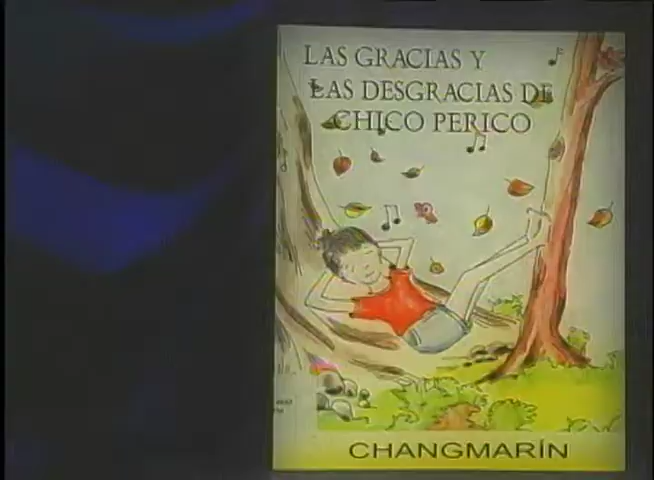 LAS GRACIAS Y
LAS DESGRACIAS DE
CHICO PERICO
CHANGMARÍN